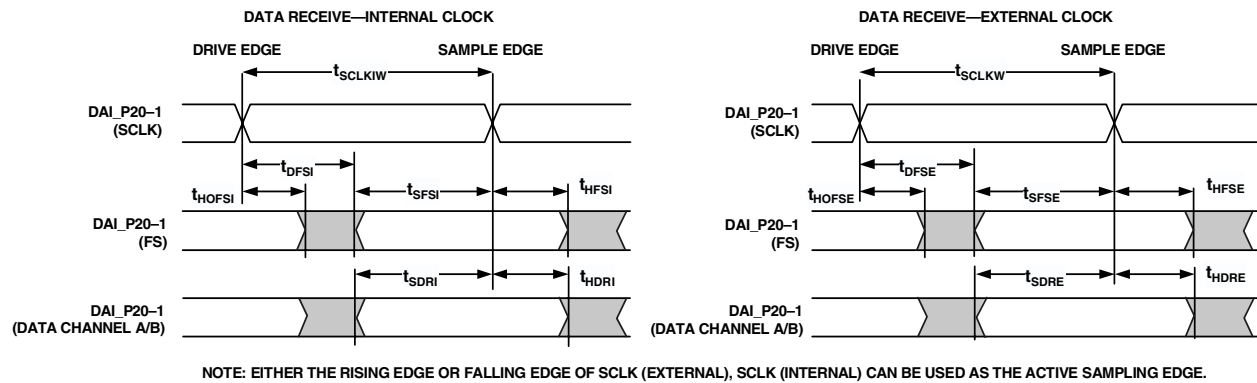 DATA RECEIVE—INTERNAL CLOCK
DRIVE EDGE
SAMPLE EDGE
tSCLKIW
DAI_P20–1
(SCLK)
tDFSI
tHOFSI
tSFSI
tHFSI
DAI_P20–1
(FS)
tSDRI
tHDRI
DAI_P20–1
(DATA CHANNEL A/B)
DATA RECEIVE—EXTERNAL CLOCK
DRIVE EDGE
SAMPLE EDGE
tSCLKW
DAI_P20–1
(SCLK)
tDFSE
tHOFSE
tSFSE
tHFSE
DAI_P20–1
(FS)
tSDRE
tHDRE
DAI_P20–1
(DATA CHANNEL A/B)
NOTE: EITHER THE RISING EDGE OR FALLING EDGE OF SCLK (EXTERNAL), SCLK (INTERNAL) CAN BE USED AS THE ACTIVE SAMPLING EDGE.